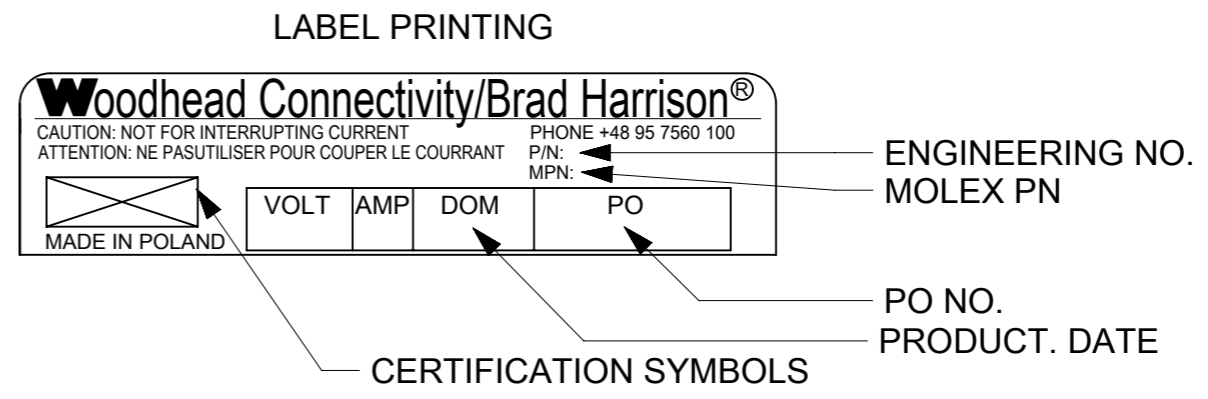 LABEL PRINTING
Woodhead Connectivity/Brad Harrison®
CAUTION: NOT FOR INTERRUPTING CURRENT
PHONE +48 95 7560 100
ATTENTION: NE PASUTILISER POUR COUPER LE COURRANT
P/N:
ENGINEERING NO.
MPN:
MOLEX PN
VOLT AMP DOM PO
MADE IN POLAND
PO NO.
PRODUCT. DATE
CERTIFICATION SYMBOLS